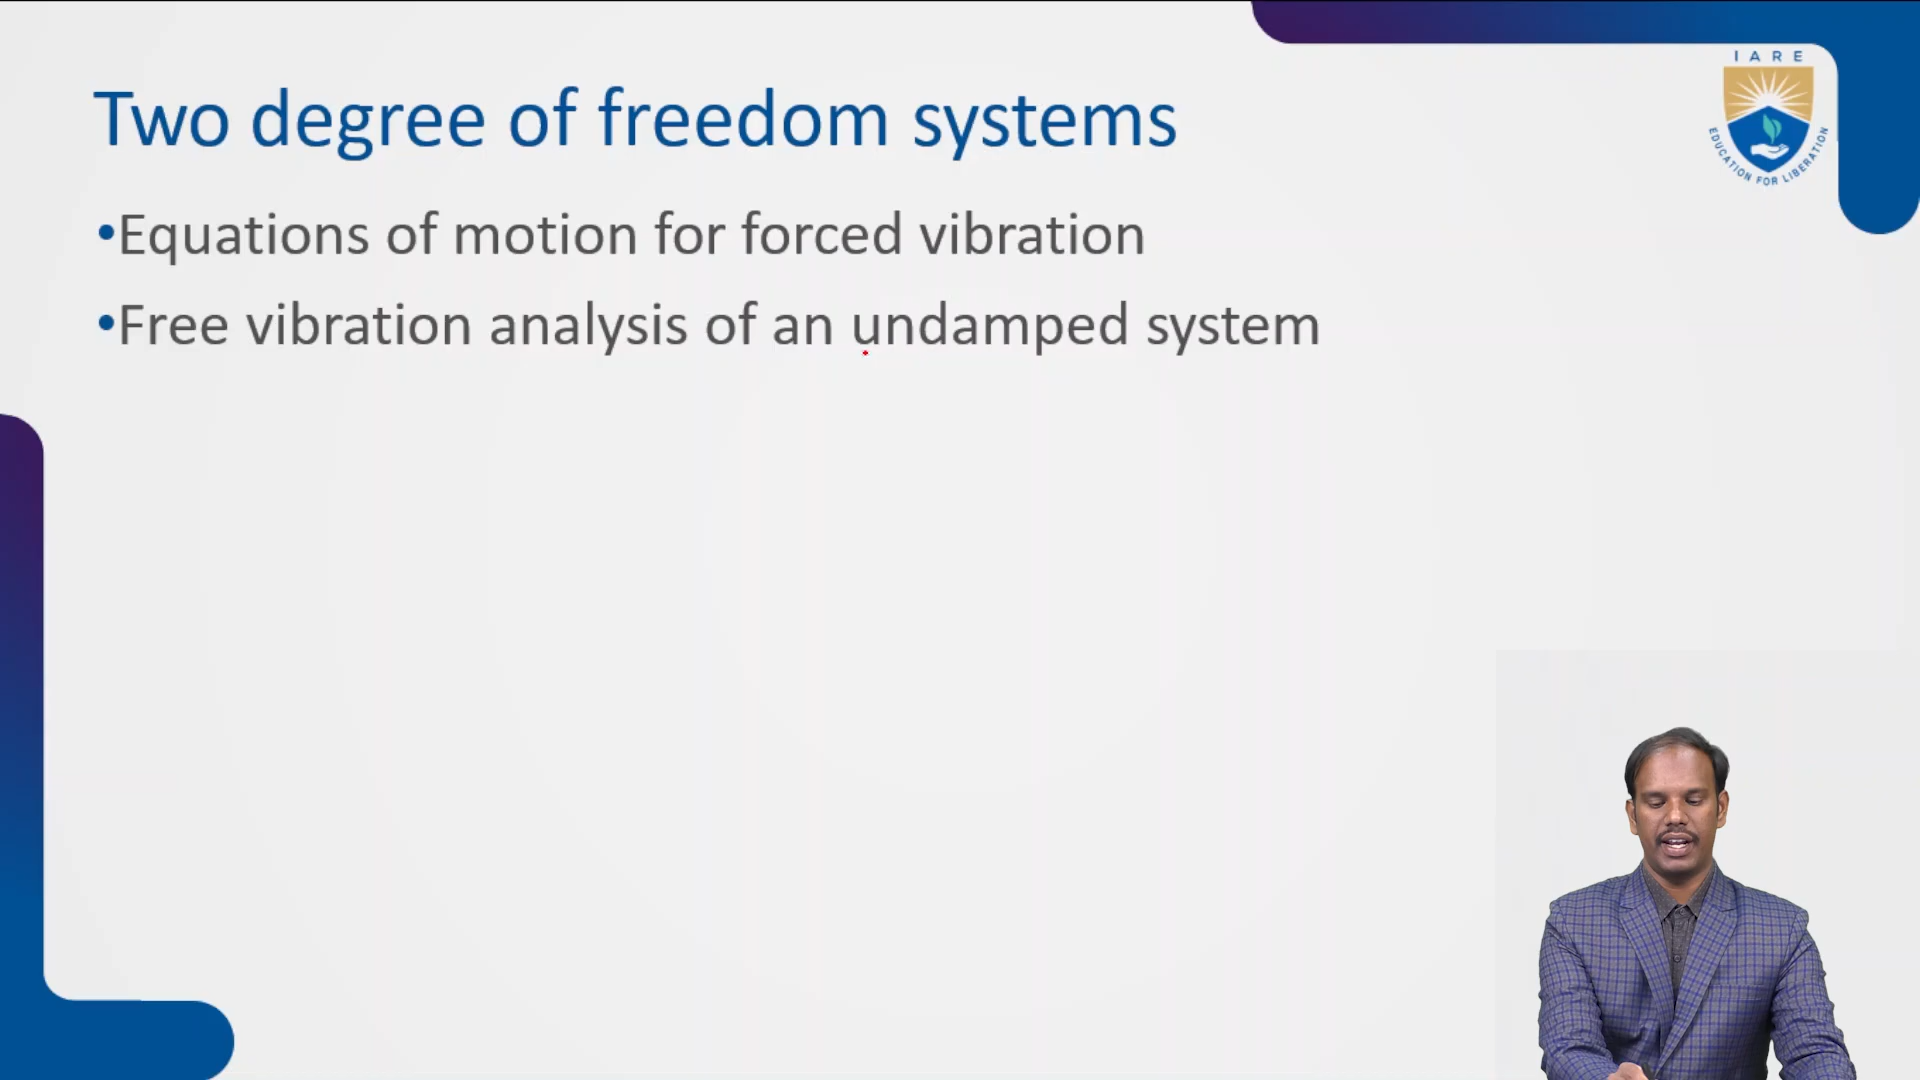 I A R E
Two degree of freedom systems
EDUCATION FOR LIBERATION
•Equations of motion for forced vibration
•Free vibration analysis of an undamped system